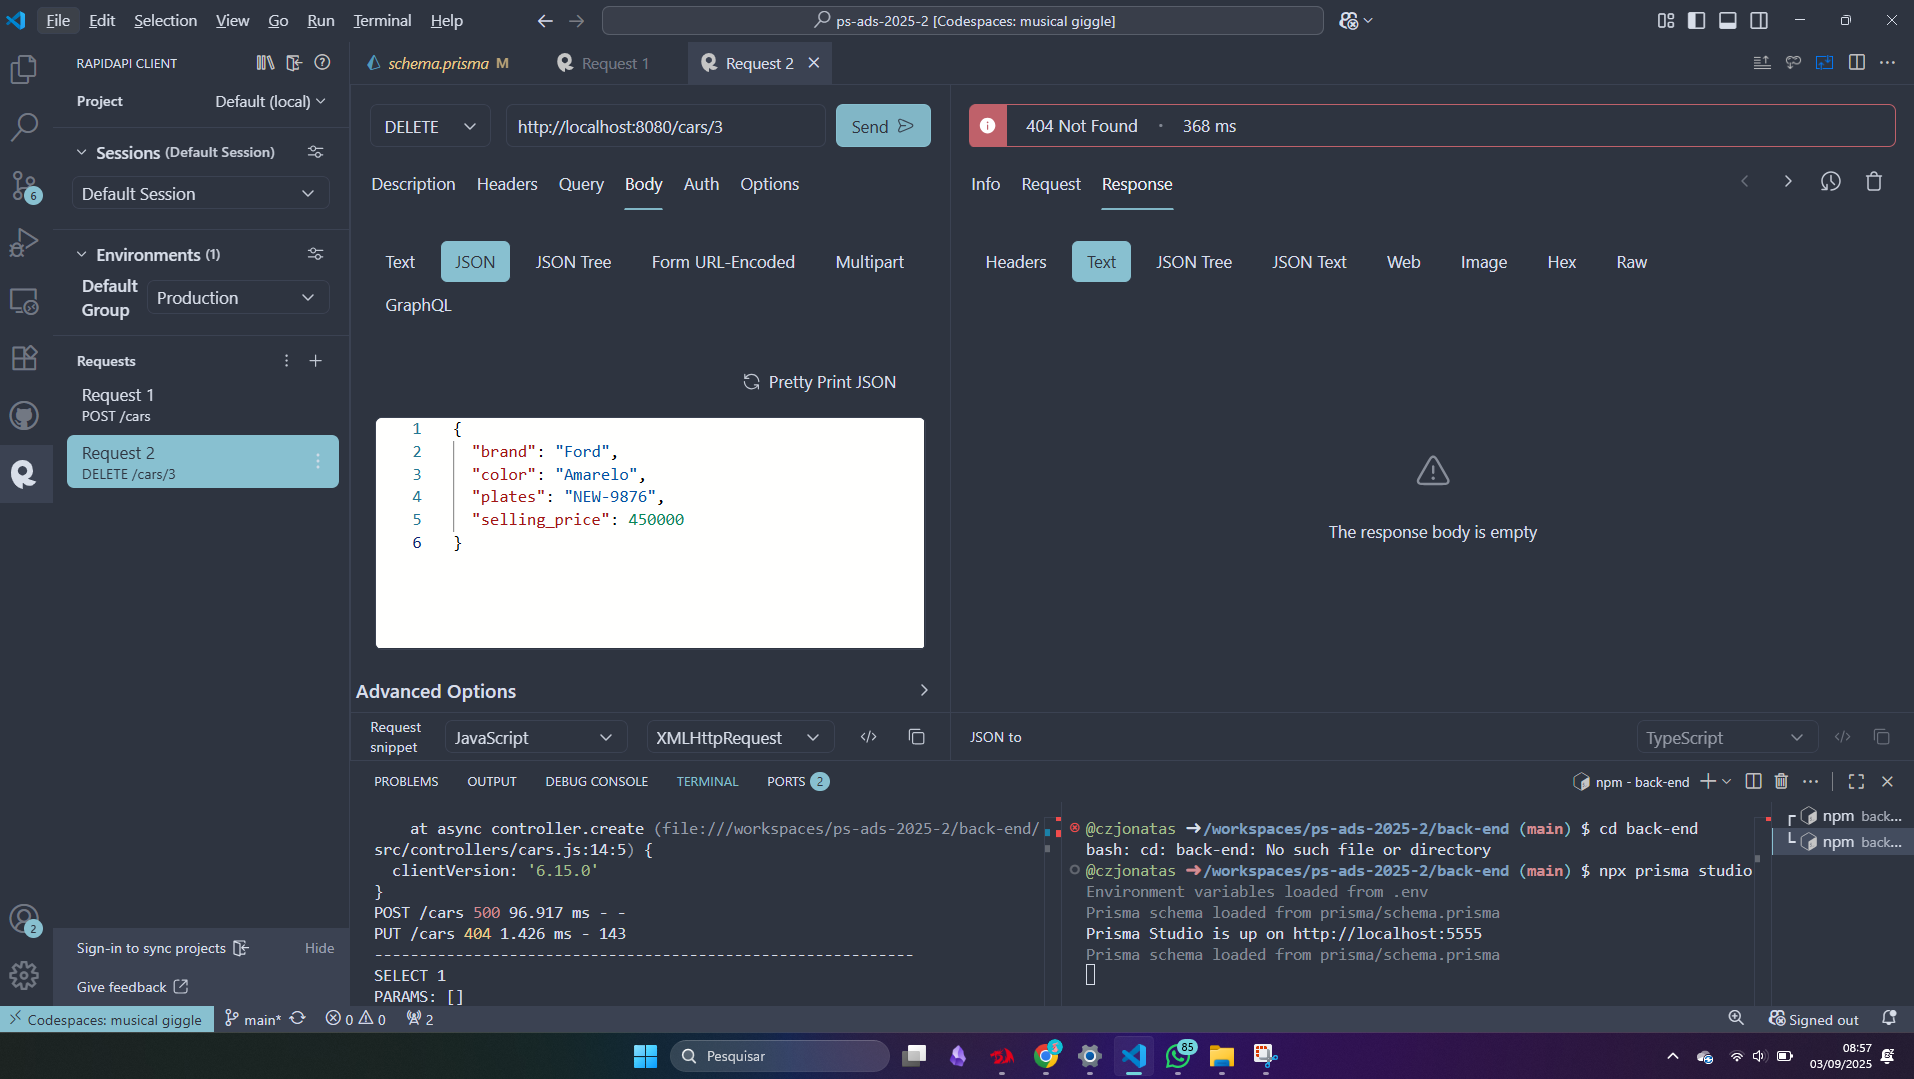 File Edit Selection View Go Run Terminal Help
ps-ads-2025-2 [Codespaces: musical giggle]
RAPIDAPI CLIENT
Project
Default (local)
Sessions (Default Session)
Default Session
Environments (1)
Default
Group
Production
Requests
Request 1
POST /cars
Request 2
DELETE /cars/3
Sign-in to sync projects
Hide
Give feedback
schema.prisma M
Request 1
Request 2
DELETE
http://localhost:8080/cars/3
Send
Description Headers Query Body Auth Options
Text JSON JSON Tree Form URL-Encoded Multipart
GraphQL
Pretty Print JSON
1 {
2 "brand": "Ford",
3 "color": "Amarelo",
4 "plates": "NEW-9876",
5 "selling_price": 450000
6 }
Advanced Options
Request
snippet
JavaScript
XMLHttpRequest
404 Not Found · 368 ms
Info Request Response
Headers Text JSON Tree JSON Text Web Image Hex Raw
The response body is empty
JSON to
TypeScript
PROBLEMS OUTPUT DEBUG CONSOLE TERMINAL PORTS 2
npm - back-end
at async controller.create (file:///workspaces/ps-ads-2025-2/back-end/
src/controllers/cars.js:14:5) {
clientVersion: '6.15.0'
}
POST /cars 500 96.917 ms - -
PUT /cars 404 1.426 ms - 143
----------------------------------------------------------
SELECT 1
PARAMS: []
@czjonatas ➜/workspaces/ps-ads-2025-2/back-end (main) $ cd back-end
bash: cd: back-end: No such file or directory
@czjonatas ➜/workspaces/ps-ads-2025-2/back-end (main) $ npx prisma studio
Environment variables loaded from .env
Prisma schema loaded from prisma/schema.prisma
Prisma Studio is up on http://localhost:5555
Prisma schema loaded from prisma/schema.prisma
npm back...
npm back...
6
2
Codespaces: musical giggle
main*
0 0
2
Signed out
Pesquisar
3
85
08:57
03/09/2025